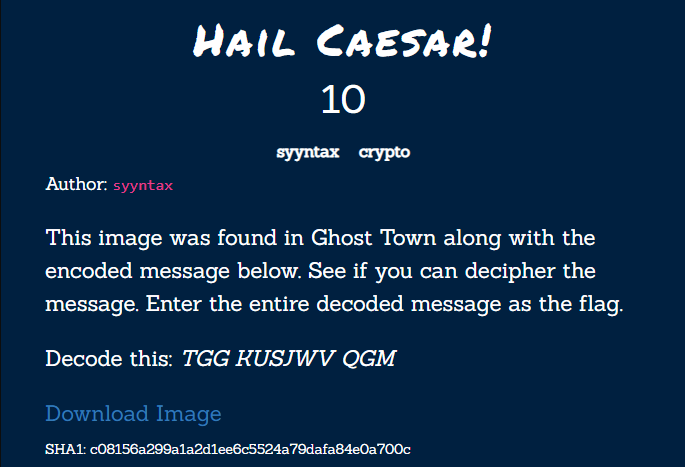 Hail Caesar!
10
syyntax crypto
Author: syyntax
This image was found in Ghost Town along with the
encoded message below. See if you can decipher the
message. Enter the entire decoded message as the flag.
Decode this: TGG KUSJWV QGM
Download Image
SHA1: c08156a299a1a2d1ee6c5524a79dafa84e0a700c